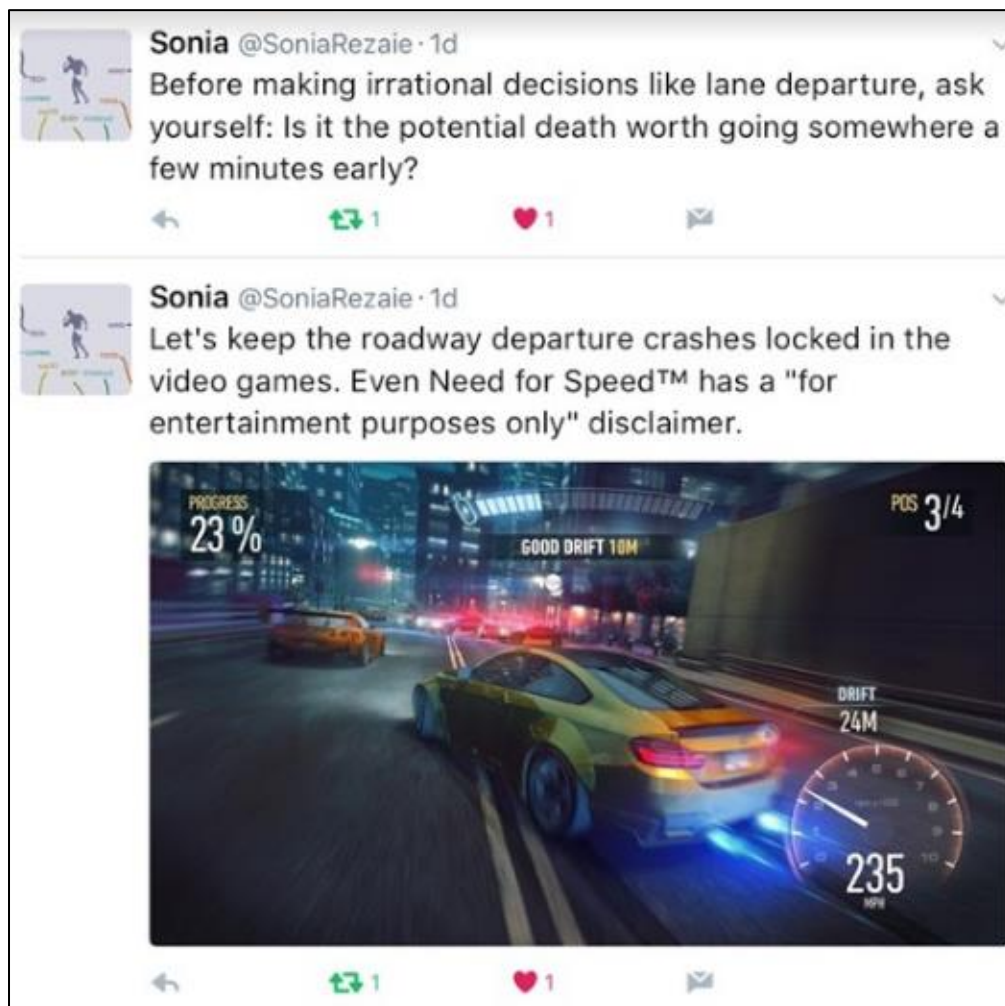 Sonia @SoniaRezaie · 1d
Before making irrational decisions like lane departure, ask
yourself: Is it the potential death worth going somewhere a
few minutes early?
1 1
Sonia @SoniaRezaie · 1d
Let's keep the roadway departure crashes locked in the
video games. Even Need for Speed™ has a "for
entertainment purposes only" disclaimer.
PROGRESS
23%
POS 3/4
GOOD DRIFT 10M
DRIFT
24M
235
MPH
1 1